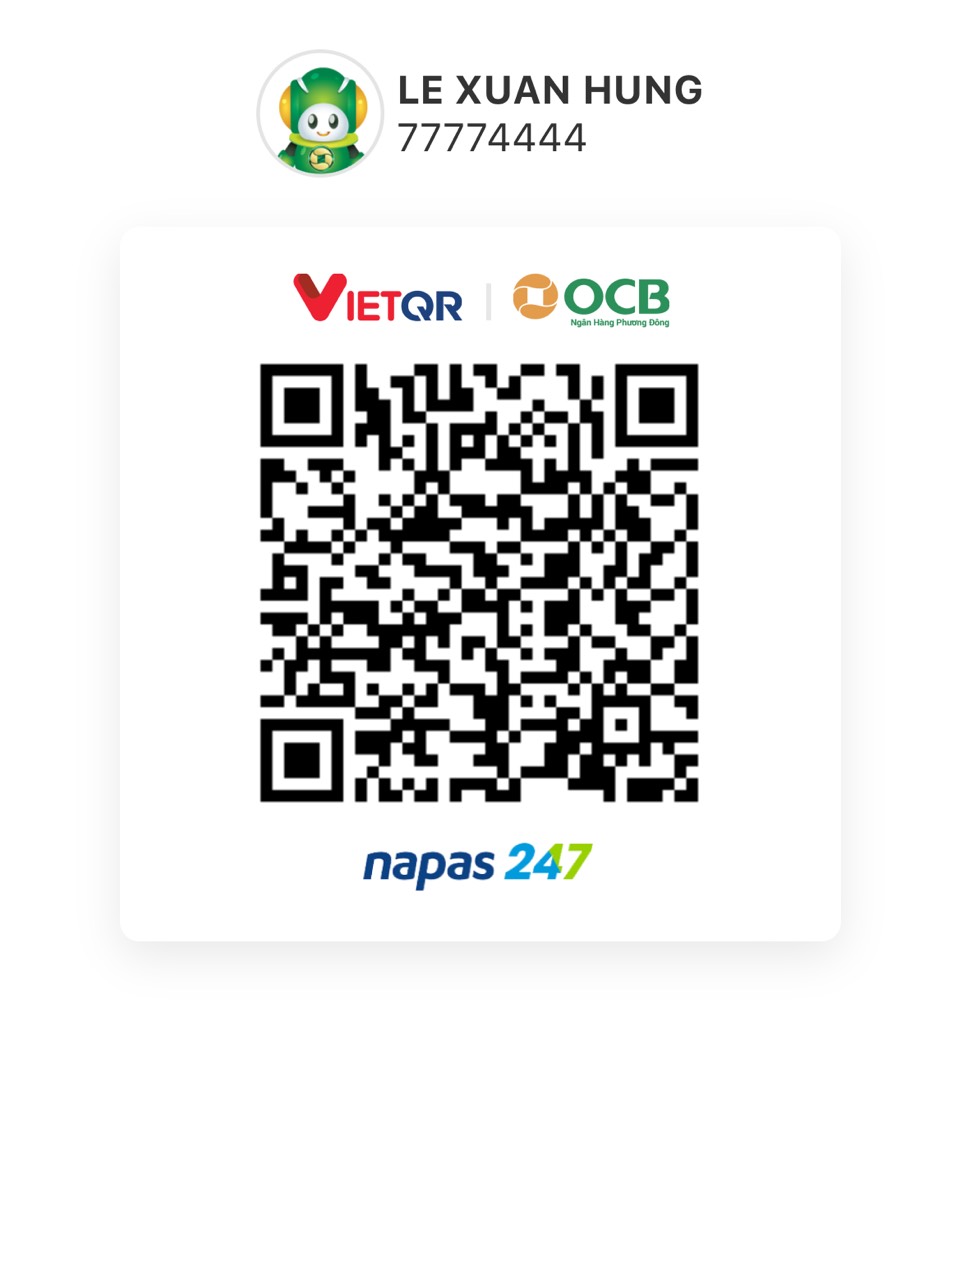 LE XUAN HUNG
77774444
VIETQR
OCB
Ngân Hàng Phương Đông
napas 247